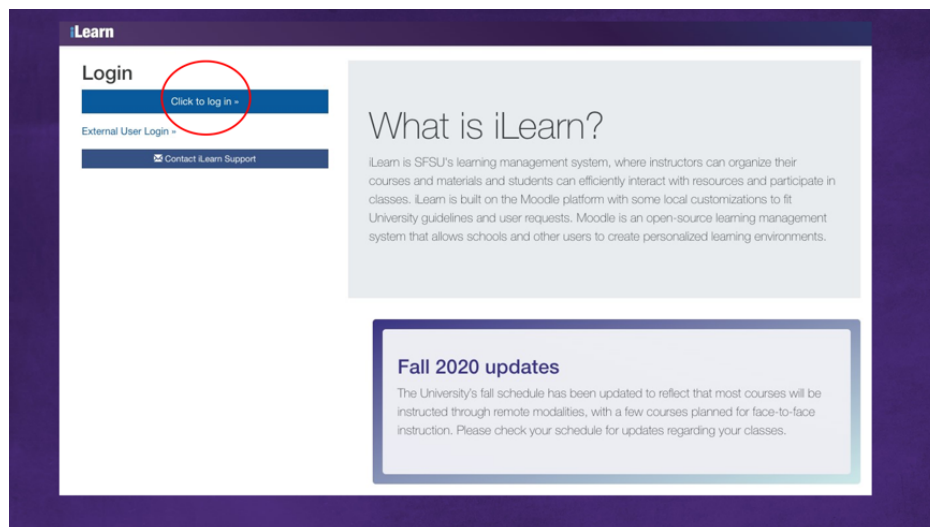 iLearn
Login
Click to log in »
External User Login »
Contact iLearn Support
What is iLearn?
iLearn is SFSU's learning management system, where instructors can organize their
courses and materials and students can efficiently interact with resources and participate in
classes. iLearn is built on the Moodle platform with some local customizations to fit
University guidelines and user requests. Moodle is an open-source learning management
system that allows schools and other users to create personalized learning environments.
Fall 2020 updates
The University's fall schedule has been updated to reflect that most courses will be
instructed through remote modalities, with a few courses planned for face-to-face
instruction. Please check your schedule for updates regarding your classes.